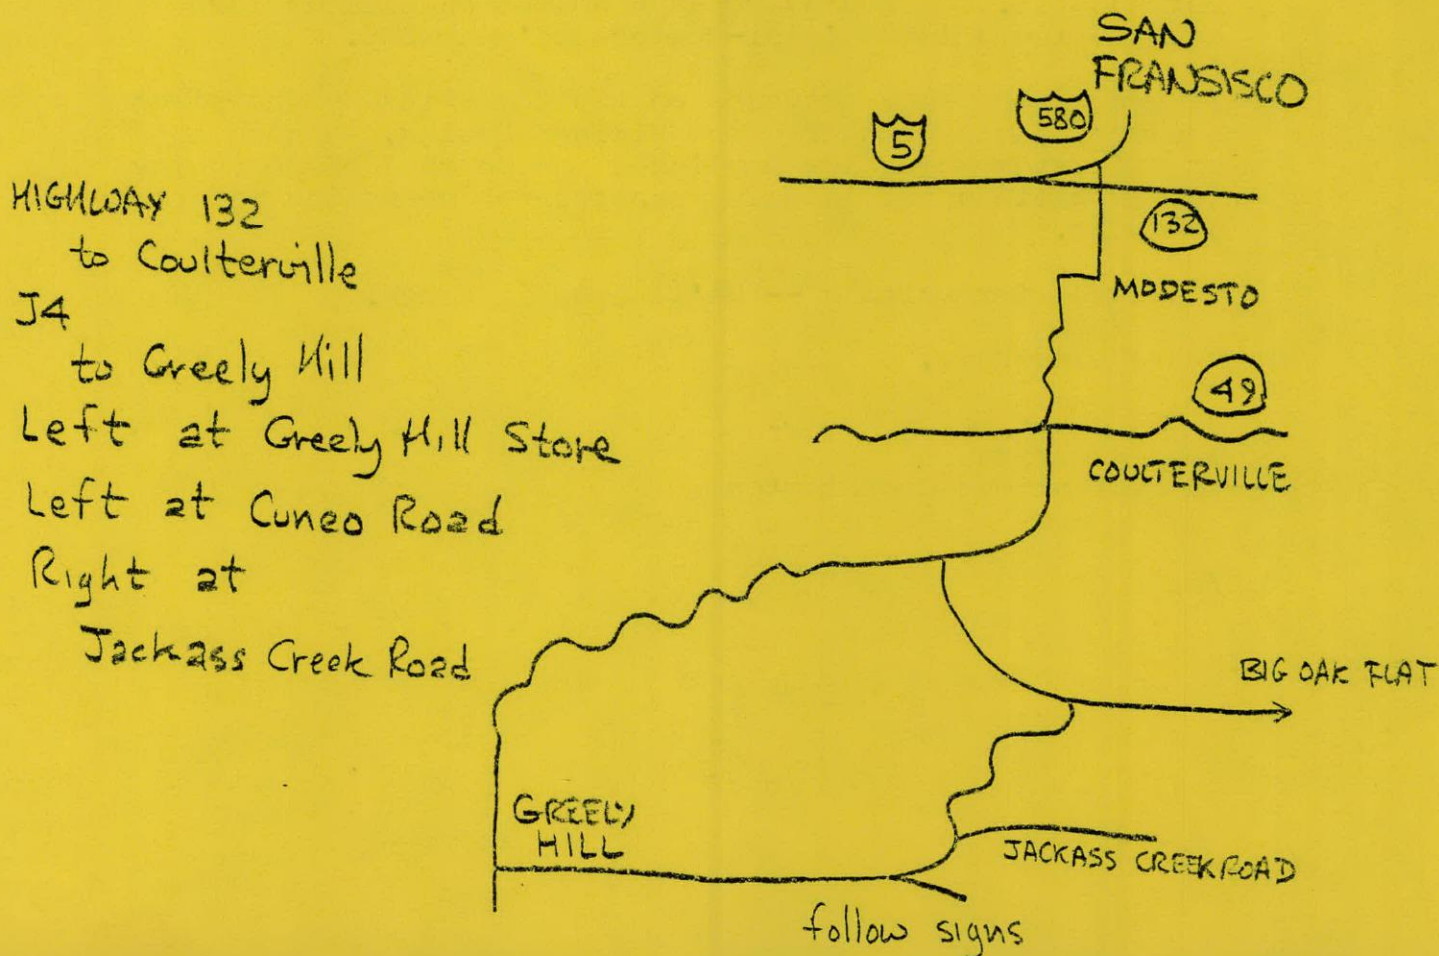 HIGHWAY 132
to Coulterville
J4
to Greely Hill
Left at Greely Hill Store
Left at Cuneo Road
Right at
Jackass Creek Road
SAN
FRANSISCO
580
5
132
MODESTO
49
COULTERVILLE
BIG OAK FLAT
GREELY
HILL
JACKASS CREEK ROAD
follow signs